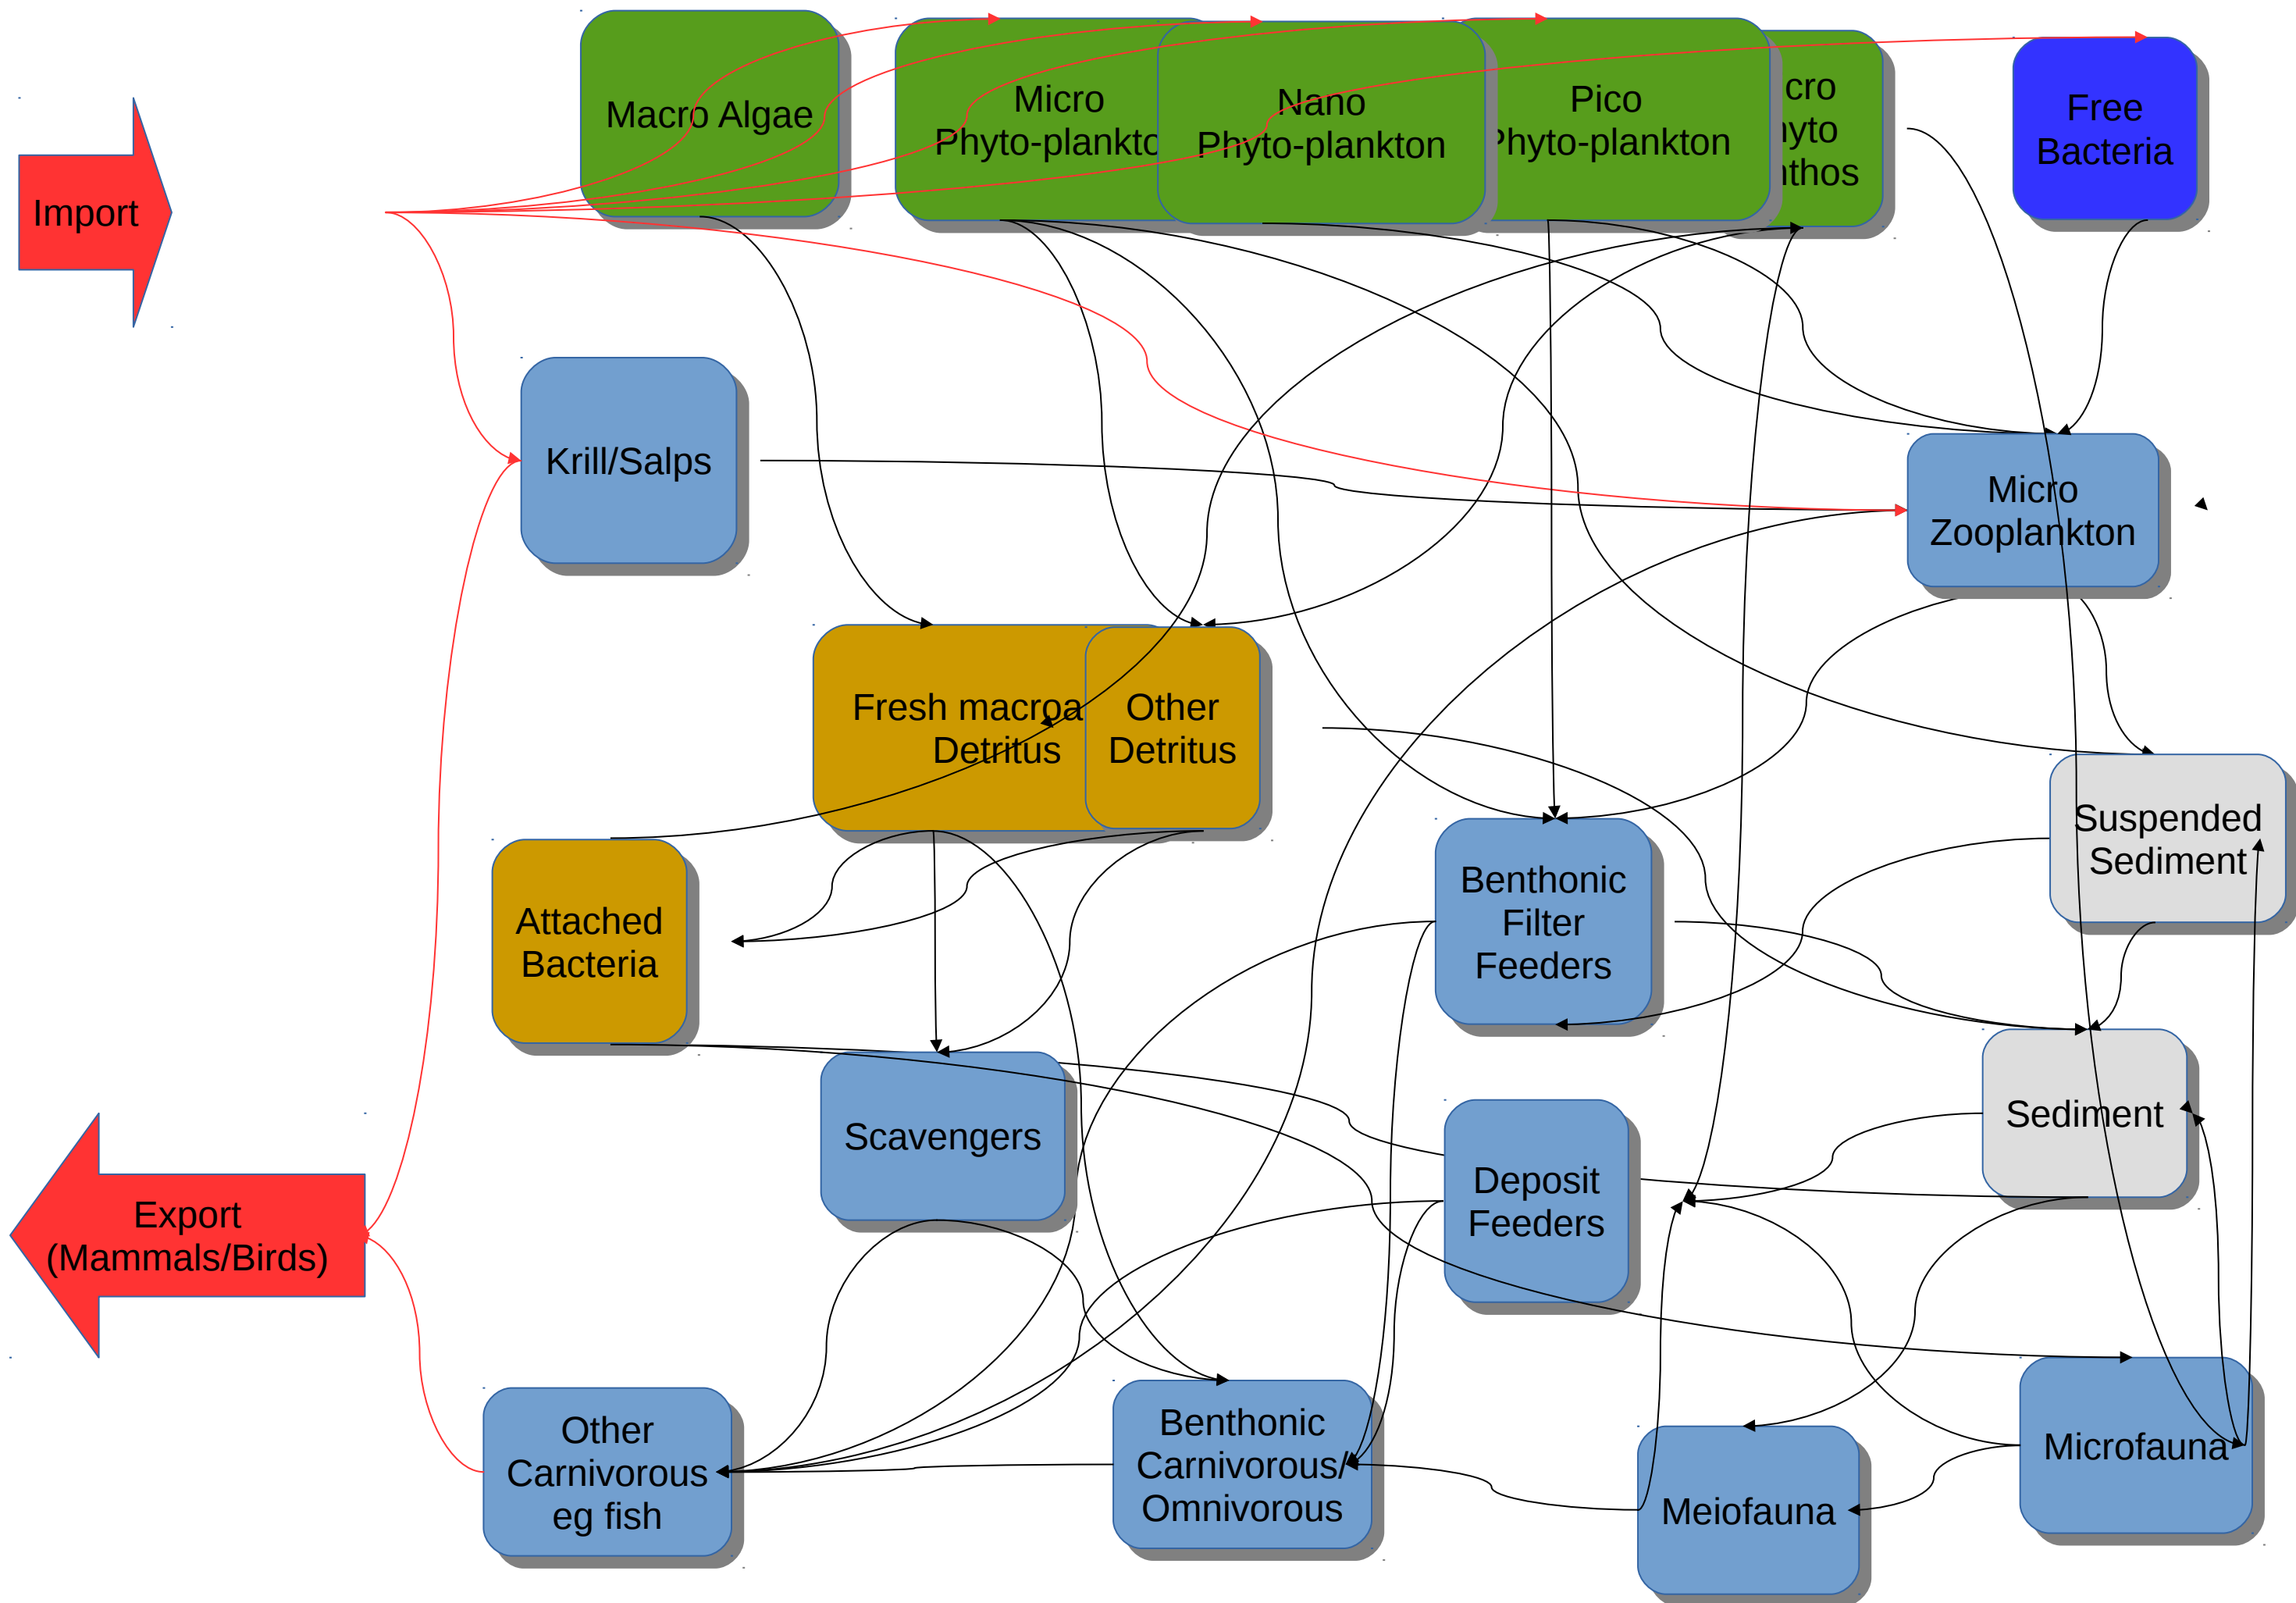 Macro Algae
Micro
Phyto-plankto
Nano
Phyto-plankton
Pico
Phyto-plankton
cro
yto
nthos
Free
Bacteria
Import
Krill/Salps
Micro
Zooplankton
Fresh macroa
Detritus
Other
Detritus
Suspended
Sediment
Attached
Bacteria
Benthonic
Filter
Feeders
Scavengers
Deposit
Feeders
Sediment
Export
(Mammals/Birds)
Other
Carnivorous
eg fish
Benthonic
Carnivorous/
Omnivorous
Meiofauna
Microfauna